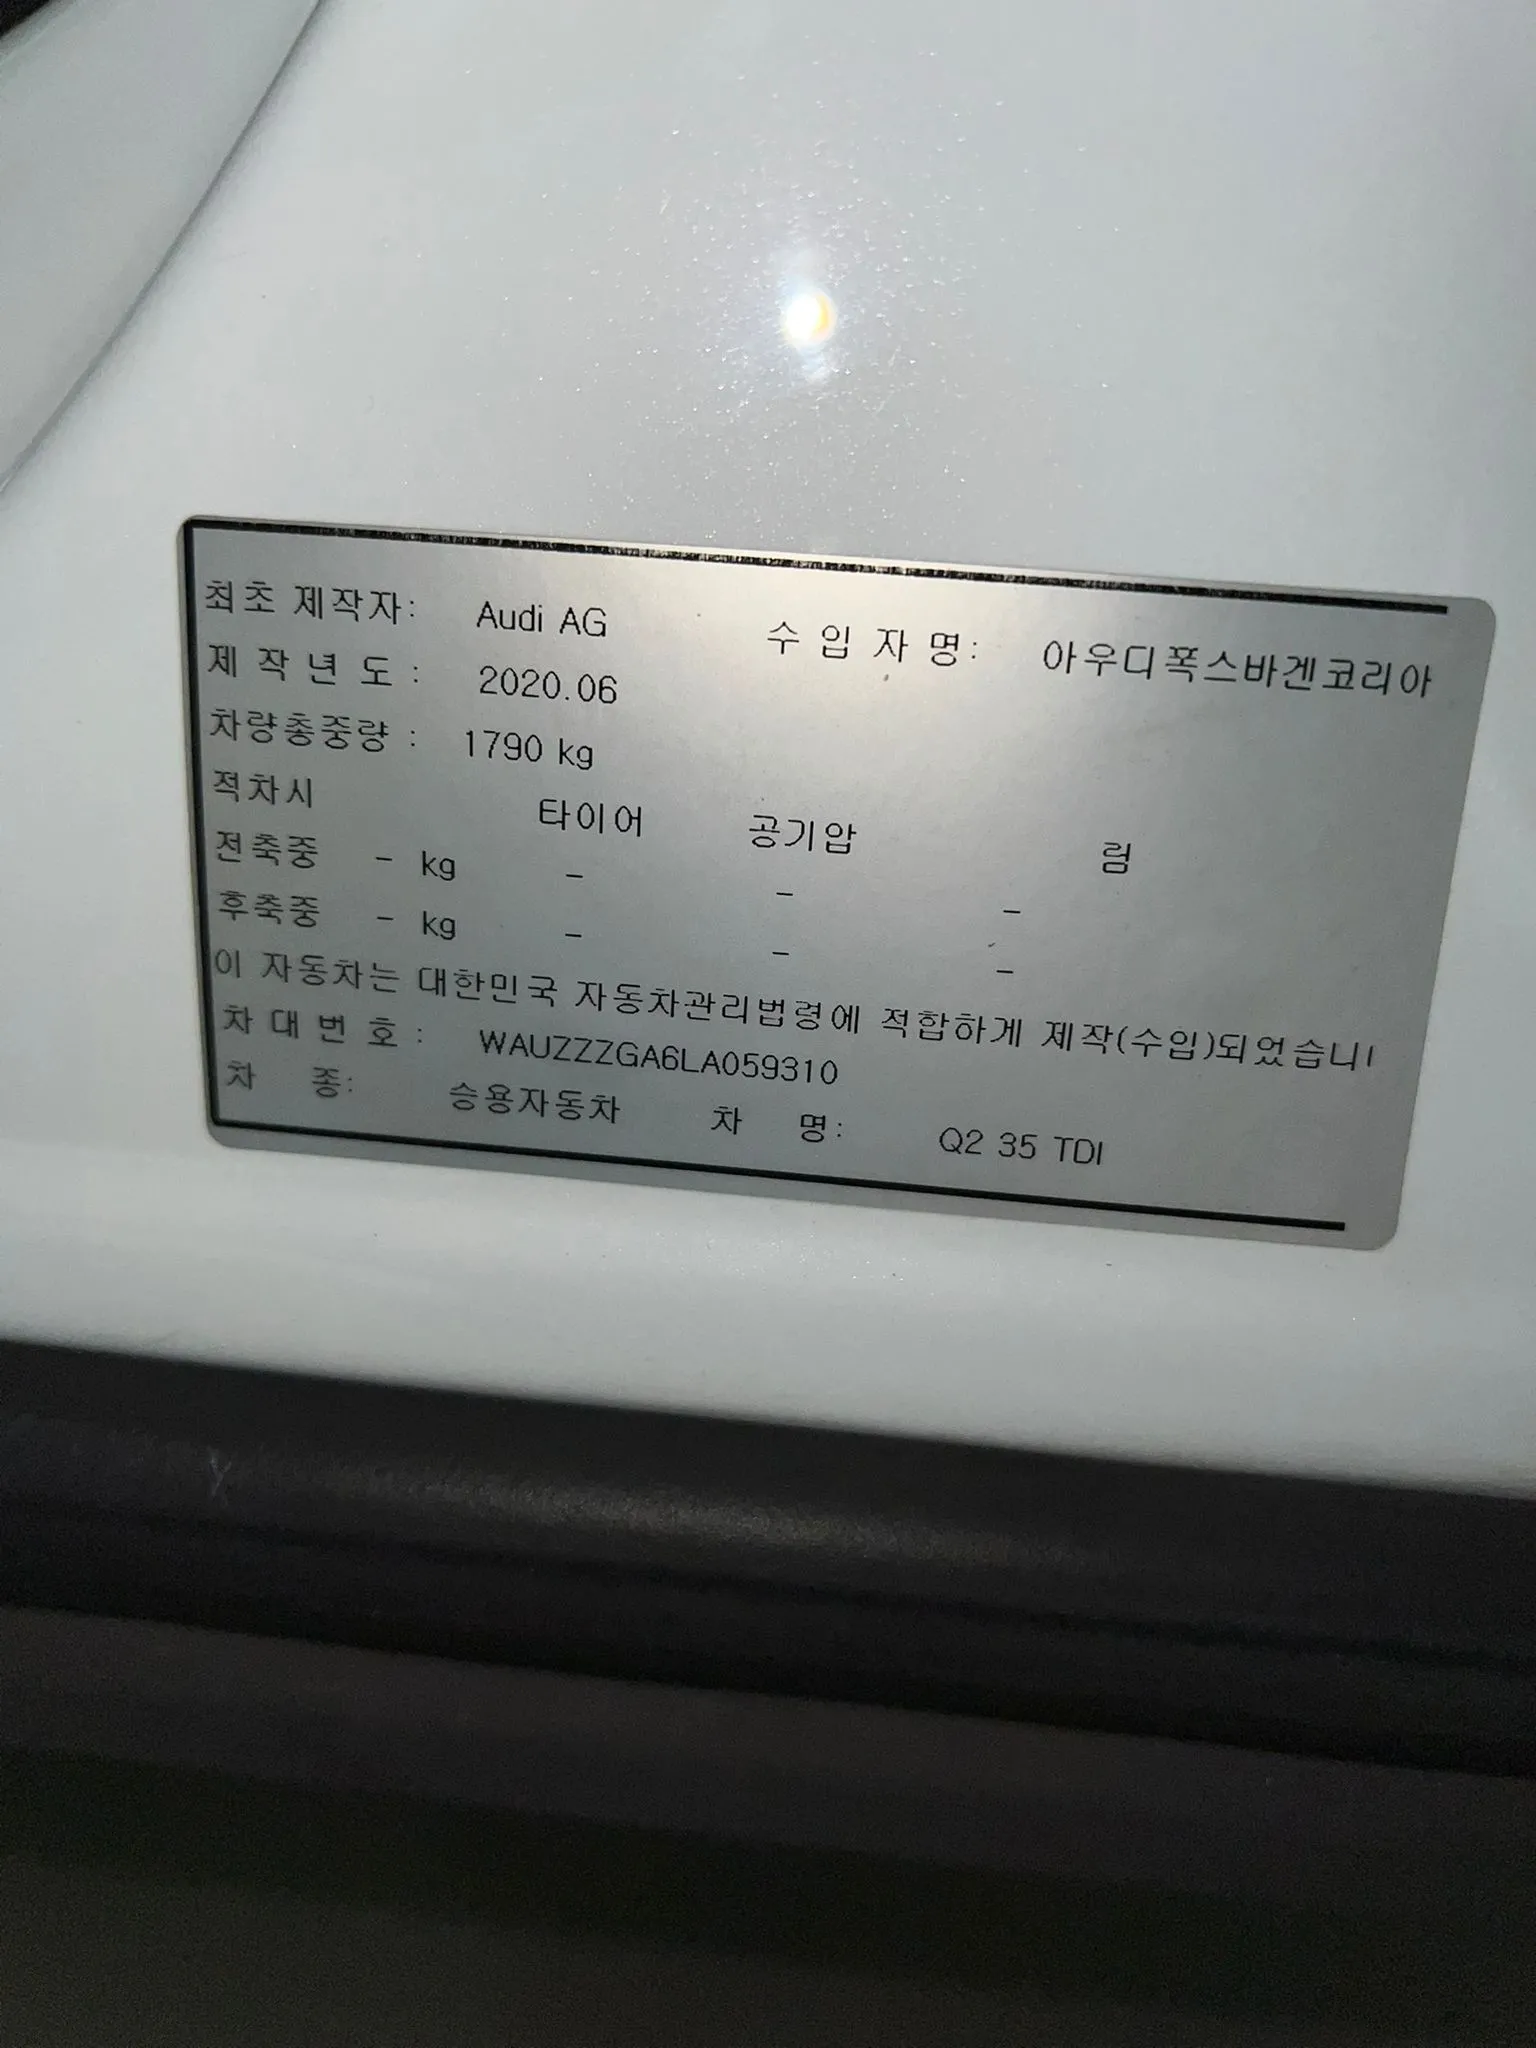 최초 제작자: Audi AG 수 입 자 명: 아우디폭스바겐코리아
제 작 년 도 : 2020.06
차량총중량 : 1790 kg
적차시 타이어 공기압 림
전축중 - kg - - -
후축중 - kg - - -
이 자동차는 대한민국 자동차관리법령에 적합하게 제작(수입)되었습니
차 대 번 호 : WAUZZZGA6LA059310
차 종: 승용자동차 차 명: Q2 35 TDI